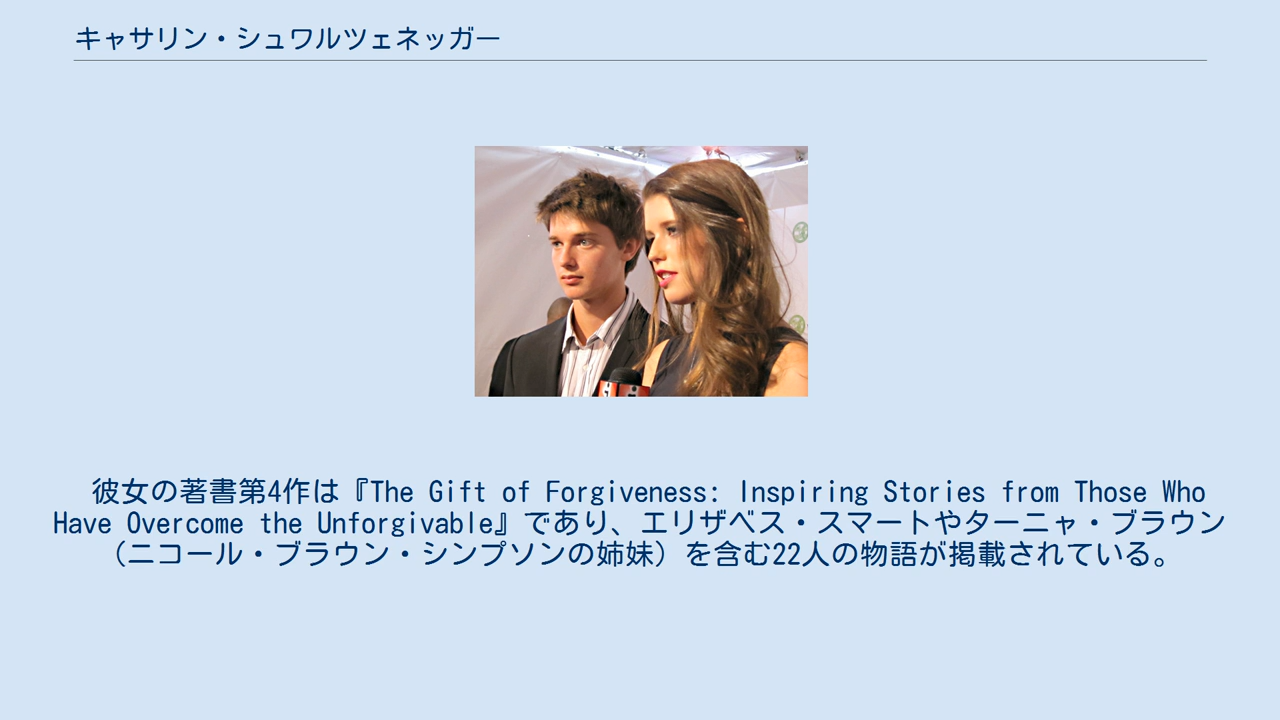 キャサリン・シュワルツェネッガー
彼女の著書第4作は『The Gift of Forgiveness: Inspiring Stories from Those Who
Have Overcome the Unforgivable』であり、エリザベス・スマートやターニャ・ブラウン
（ニコール・ブラウン・シンプソンの姉妹）を含む22人の物語が掲載されている。